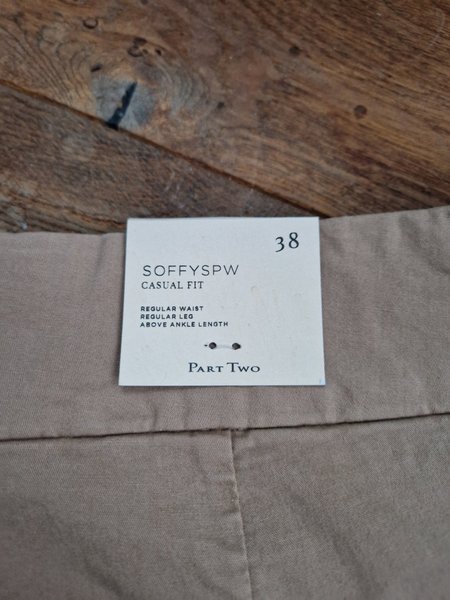 38
SOFFYSPW
CASUAL FIT
REGULAR WAIST
REGULAR LEG
ABOVE ANKLE LENGTH
PART TWO